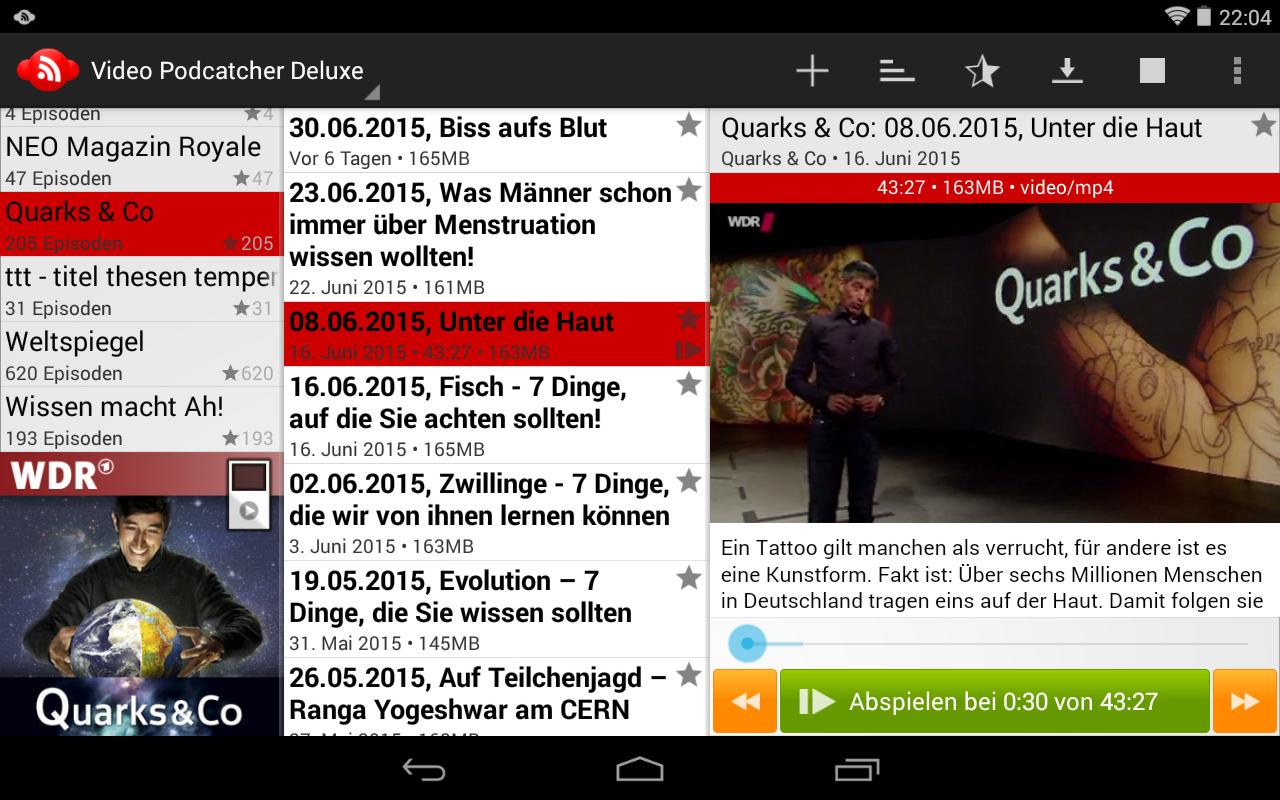 22:04
Video Podcatcher Deluxe
4 Episoden
4
NEO Magazin Royale
47 Episoden
47
Quarks & Co
205 Episoden
205
ttt - titel thesen temper
31 Episoden
31
Weltspiegel
620 Episoden
620
Wissen macht Ah!
193 Episoden
193
WDR
Quarks&Co
30.06.2015, Biss aufs Blut
Vor 6 Tagen • 165MB
23.06.2015, Was Männer schon
immer über Menstruation
wissen wollten!
22. Juni 2015 • 161MB
08.06.2015, Unter die Haut
16. Juni 2015 • 43:27 • 163MB
16.06.2015, Fisch - 7 Dinge,
auf die Sie achten sollten!
16. Juni 2015 • 165MB
02.06.2015, Zwillinge - 7 Dinge,
die wir von ihnen lernen können
3. Juni 2015 • 163MB
19.05.2015, Evolution – 7
Dinge, die Sie wissen sollten
31. Mai 2015 • 145MB
26.05.2015, Auf Teilchenjagd –
Ranga Yogeshwar am CERN
Quarks & Co: 08.06.2015, Unter die Haut
Quarks & Co • 16. Juni 2015
43:27 • 163MB • video/mp4
WDR
Quarks & Co
Ein Tattoo gilt manchen als verrucht, für andere ist es
eine Kunstform. Fakt ist: Über sechs Millionen Menschen
in Deutschland tragen eins auf der Haut. Damit folgen sie
Abspielen bei 0:30 von 43:27